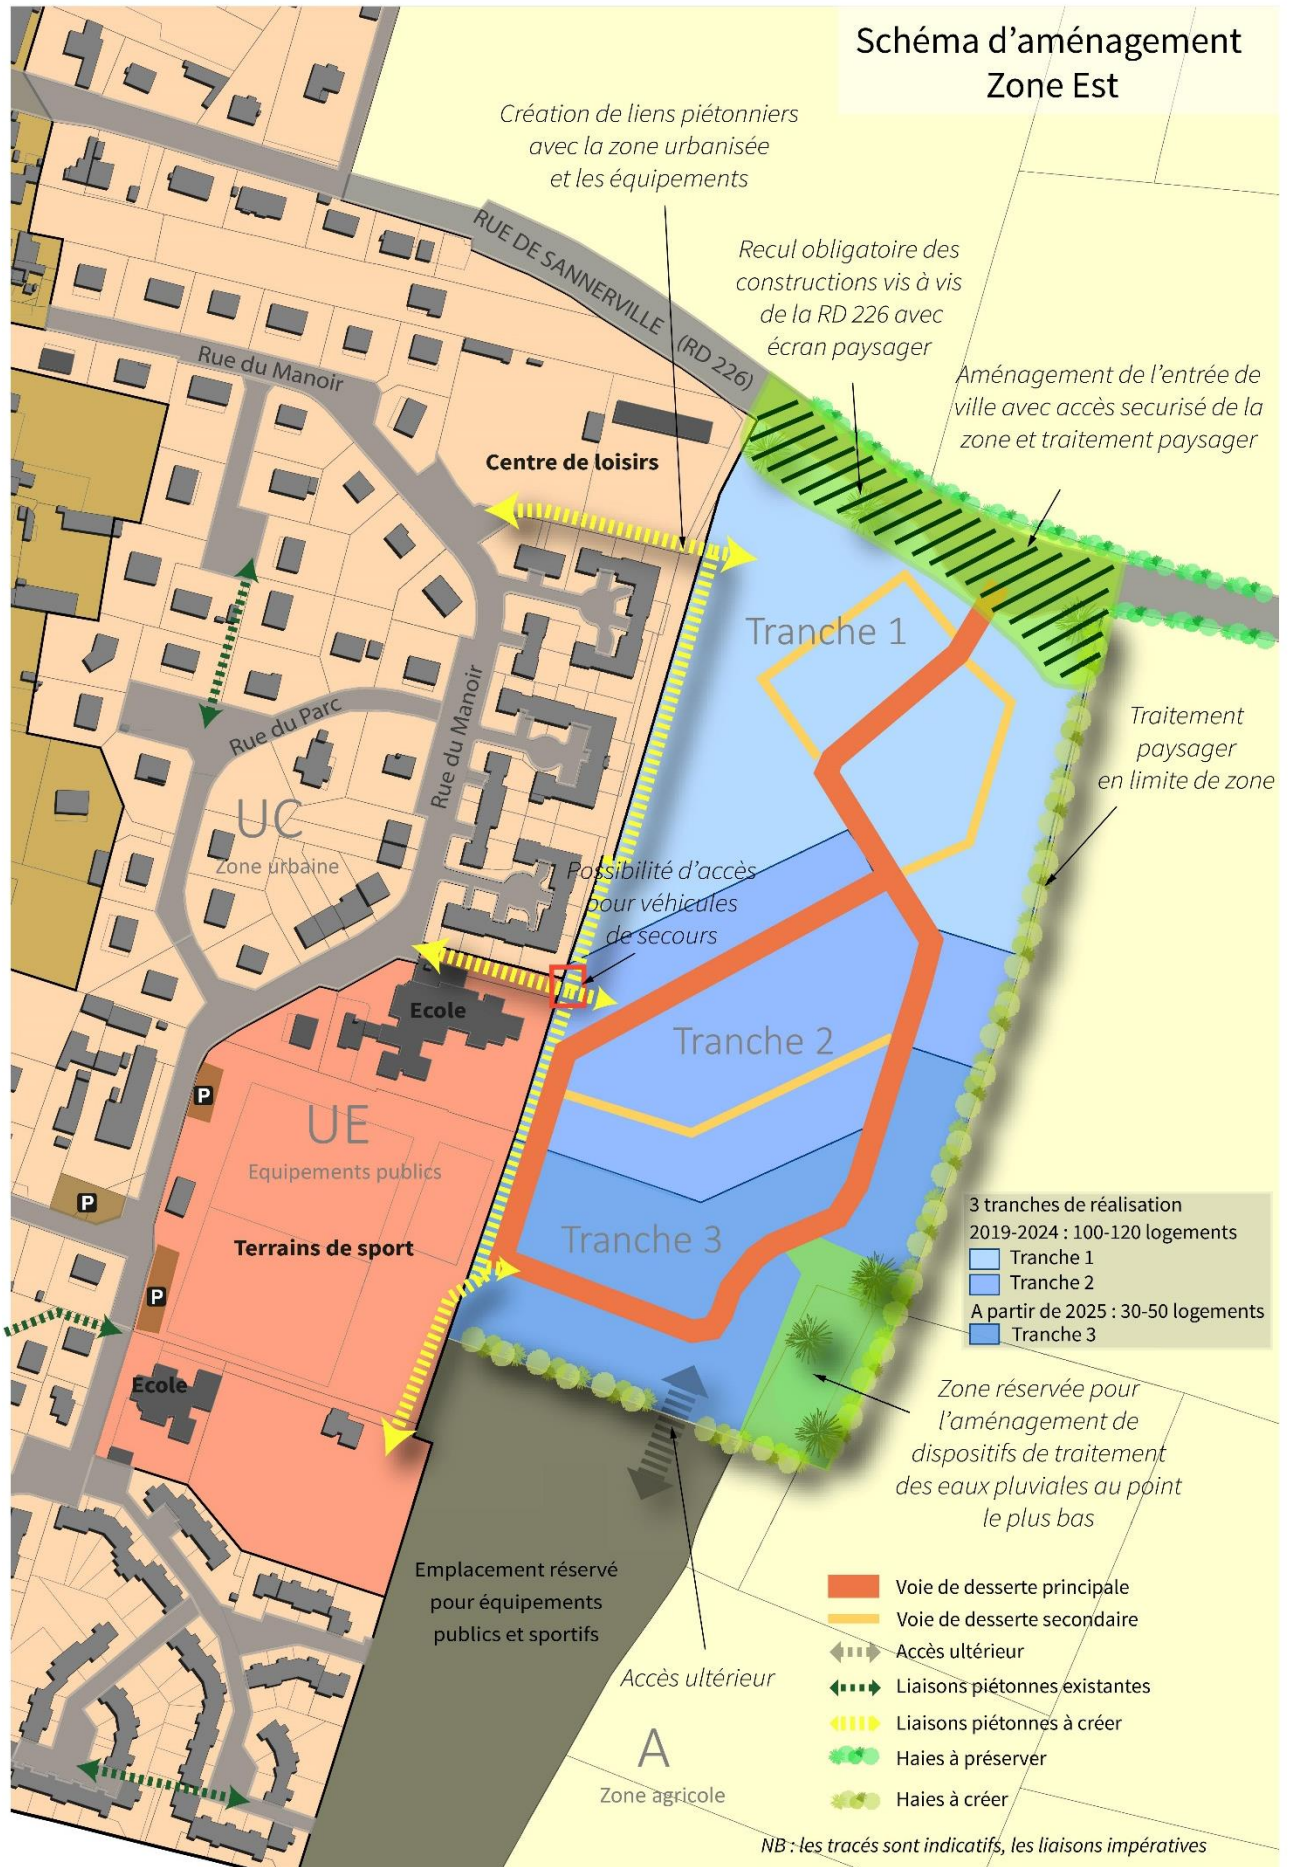 Schéma d'aménagement
Zone Est
Création de liens piétonniers
avec la zone urbanisée
et les équipements
RUE DE SANNERVILLE (RD 226)
Recul obligatoire des
constructions vis à vis
de la RD 226 avec
écran paysager
Aménagement de l'entrée de
ville avec accès securisé de la
zone et traitement paysager
Rue du Manoir
Centre de loisirs
Tranche 1
Rue du Parc
Rue du Manoir
Traitement
paysager
en limite de zone
UC
Zone urbaine
Possibilité d'accès
pour véhicules
de secours
Ecole
Tranche 2
P
UE
Equipements publics
P
Terrains de sport
Tranche 3
P
3 tranches de réalisation
2019-2024 : 100-120 logements
Tranche 1
Tranche 2
A partir de 2025 : 30-50 logements
Tranche 3
Ecole
Zone réservée pour
l'aménagement de
dispositifs de traitement
des eaux pluviales au point
le plus bas
Emplacement réservé
pour équipements
publics et sportifs
Accès ultérieur
A
Zone agricole
Voie de desserte principale
Voie de desserte secondaire
Accès ultérieur
Liaisons piétonnes existantes
Liaisons piétonnes à créer
Haies à préserver
Haies à créer
NB : les tracés sont indicatifs, les liaisons impératives